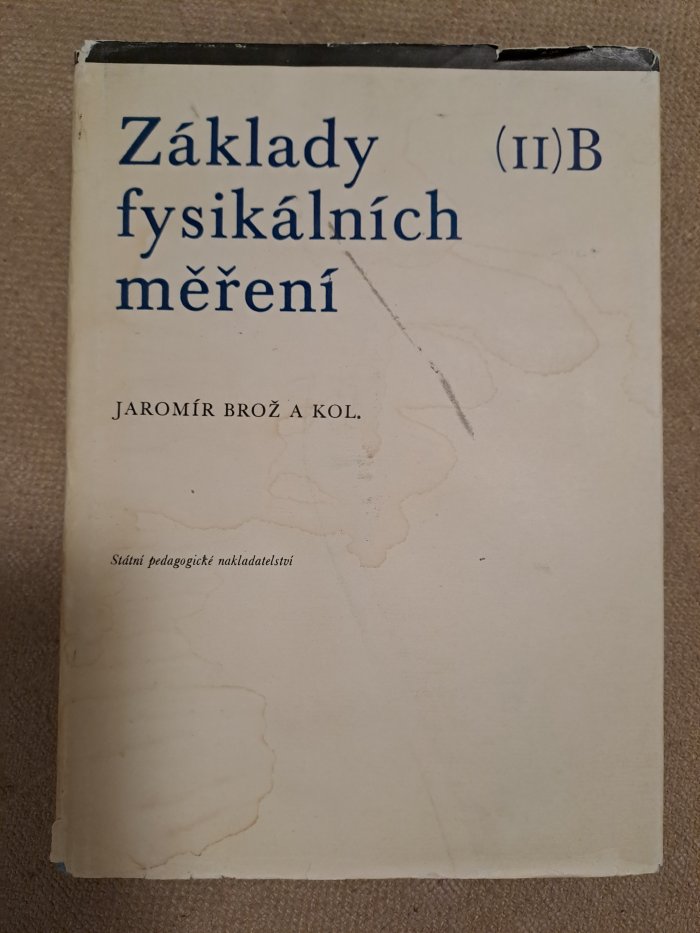 Základy (II)B
fysikálních
měření
JAROMÍR BROŽ A KOL.
Státní pedagogické nakladatelství